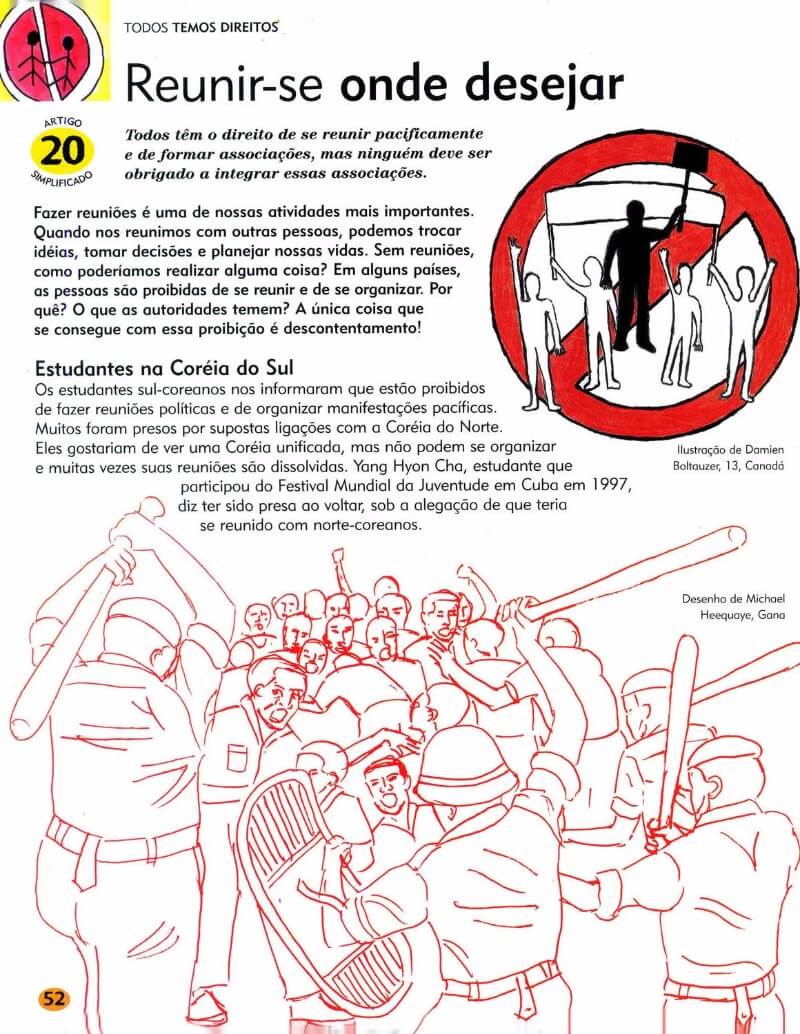 TODOS TEMOS DIREITOS
Reunir-se onde desejar
ARTIGO
20
SIMPLIFICADO
Todos têm o direito de se reunir pacificamente
e de formar associações, mas ninguém deve ser
obrigado a integrar essas associações.
Fazer reuniões é uma de nossas atividades mais importantes.
Quando nos reunimos com outras pessoas, podemos trocar
idéias, tomar decisões e planejar nossas vidas. Sem reuniões,
como poderíamos realizar alguma coisa? Em alguns países,
as pessoas são proibidas de se reunir e de se organizar. Por
quê? O que as autoridades temem? A única coisa que
se consegue com essa proibição é descontentamento!
Estudantes na Coréia do Sul
Os estudantes sul-coreanos nos informaram que estão proibidos
de fazer reuniões políticas e de organizar manifestações pacíficas.
Muitos foram presos por supostas ligações com a Coréia do Norte.
Eles gostariam de ver uma Coréia unificada, mas não podem se organizar
e muitas vezes suas reuniões são dissolvidas. Yang Hyon Cha, estudante que
participou do Festival Mundial da Juventude em Cuba em 1997,
diz ter sido presa ao voltar, sob a alegação de que teria
se reunido com norte-coreanos.
Ilustração de Damien
Boltauzer, 13, Canadá
Desenho de Michael
Heequaye, Gana
52